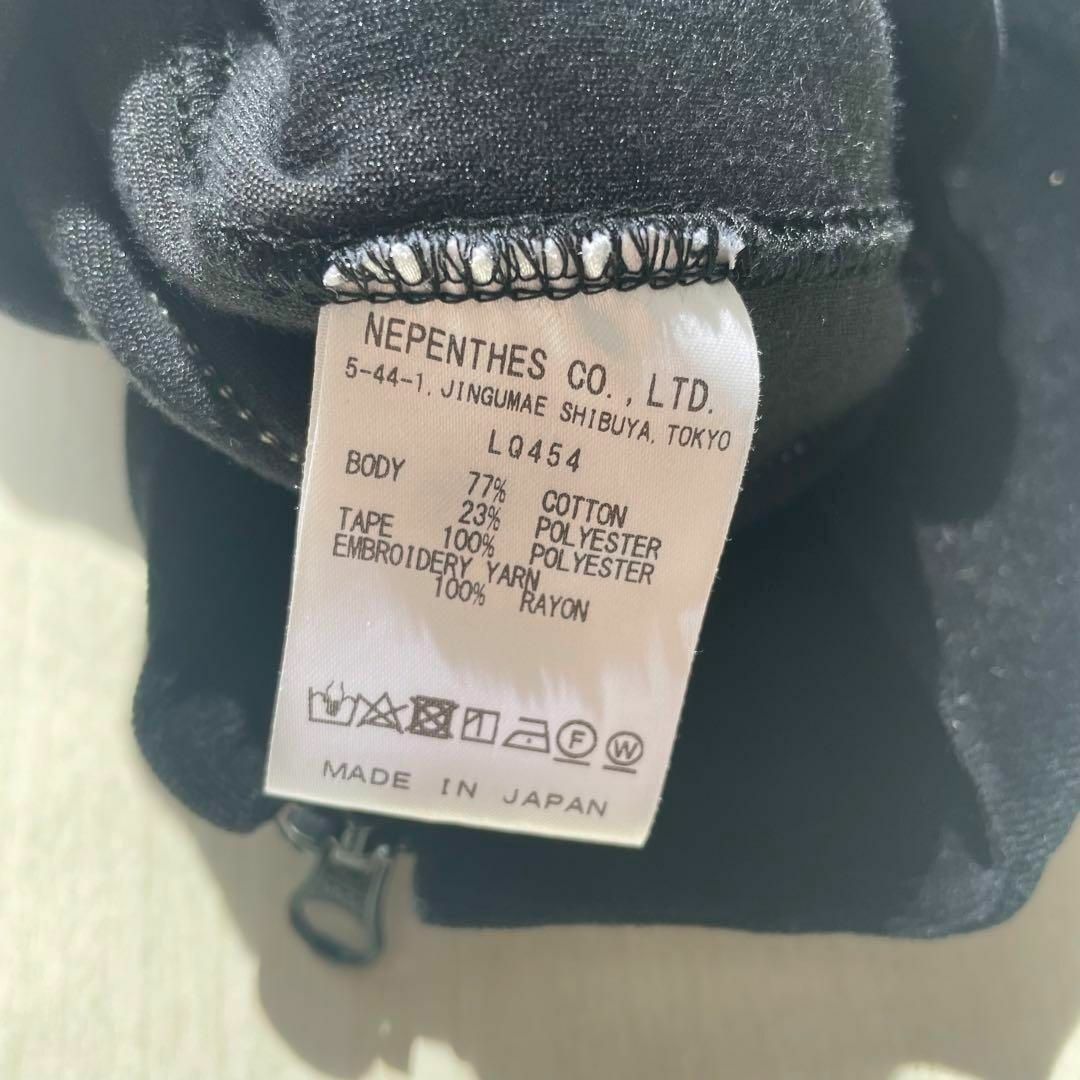 NEPENTHES CO., LTD.
5-44-1, JINGUMAE SHIBUYA, TOKYO
LQ454
BODY 77% COTTON
23% POLYESTER
TAPE 100% POLYESTER
EMBROIDERY YARN
100% RAYON
F W
MADE IN JAPAN